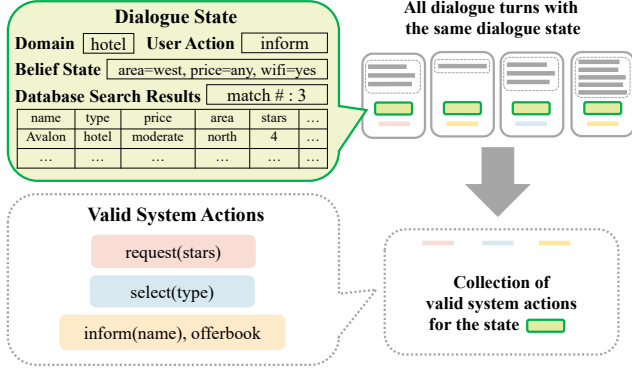 Dialogue State
Domain hotel User Action inform
Belief State area=west, price=any, wifi=yes
Database Search Results match # : 3
name type price area stars …
Avalon hotel moderate north 4 …
… … … … … …
All dialogue turns with
the same dialogue state
Valid System Actions
request(stars)
select(type)
inform(name), offerbook
Collection of
valid system actions
for the state